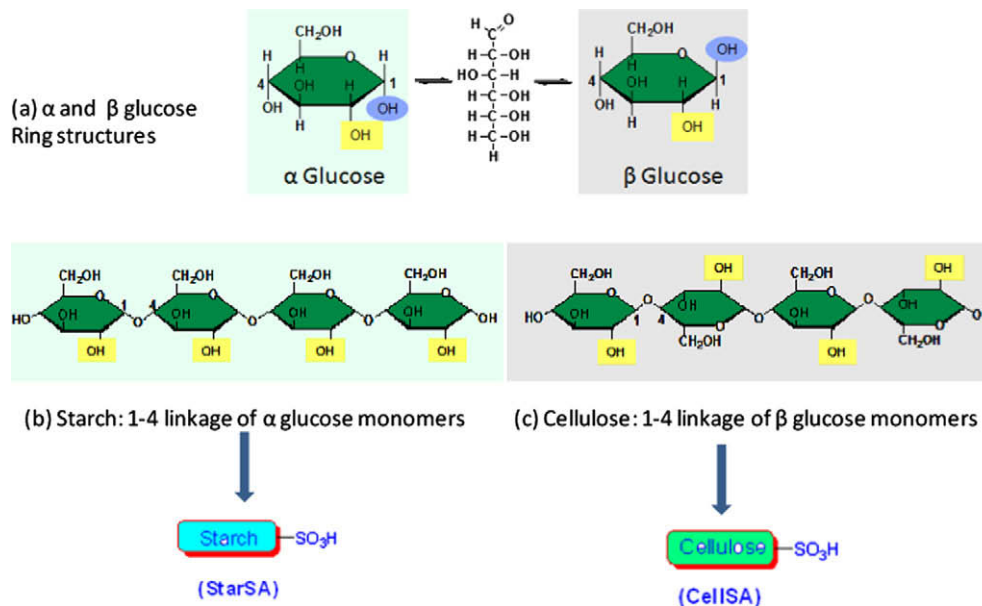 (a) α and β glucose
Ring structures
CH₂OH
H
O
H
H
4
OH
H
1
OH
OH
H
OH
α Glucose
H
O
C
H-C-OH
HO-C-H
H-C-OH
H-C-OH
H-C-OH
H
CH₂OH
OH
H
O
H
4
OH
H
1
OH
H
H
OH
β Glucose
CH₂OH
CH₂OH
CH₂OH
CH₂OH
O
1
4
O
O
O
HO
OH
O
OH
O
OH
O
OH
OH
OH
OH
OH
OH
(b) Starch: 1-4 linkage of α glucose monomers
CH₂OH
OH
CH₂OH
OH
O
O
OH
O
OH
HO
OH
1
4
O
O
OH
O
O
O
OH
CH₂OH
OH
CH₂OH
(c) Cellulose: 1-4 linkage of β glucose monomers
Starch
SO₃H
(StarSA)
Cellulose
SO₃H
(CellSA)